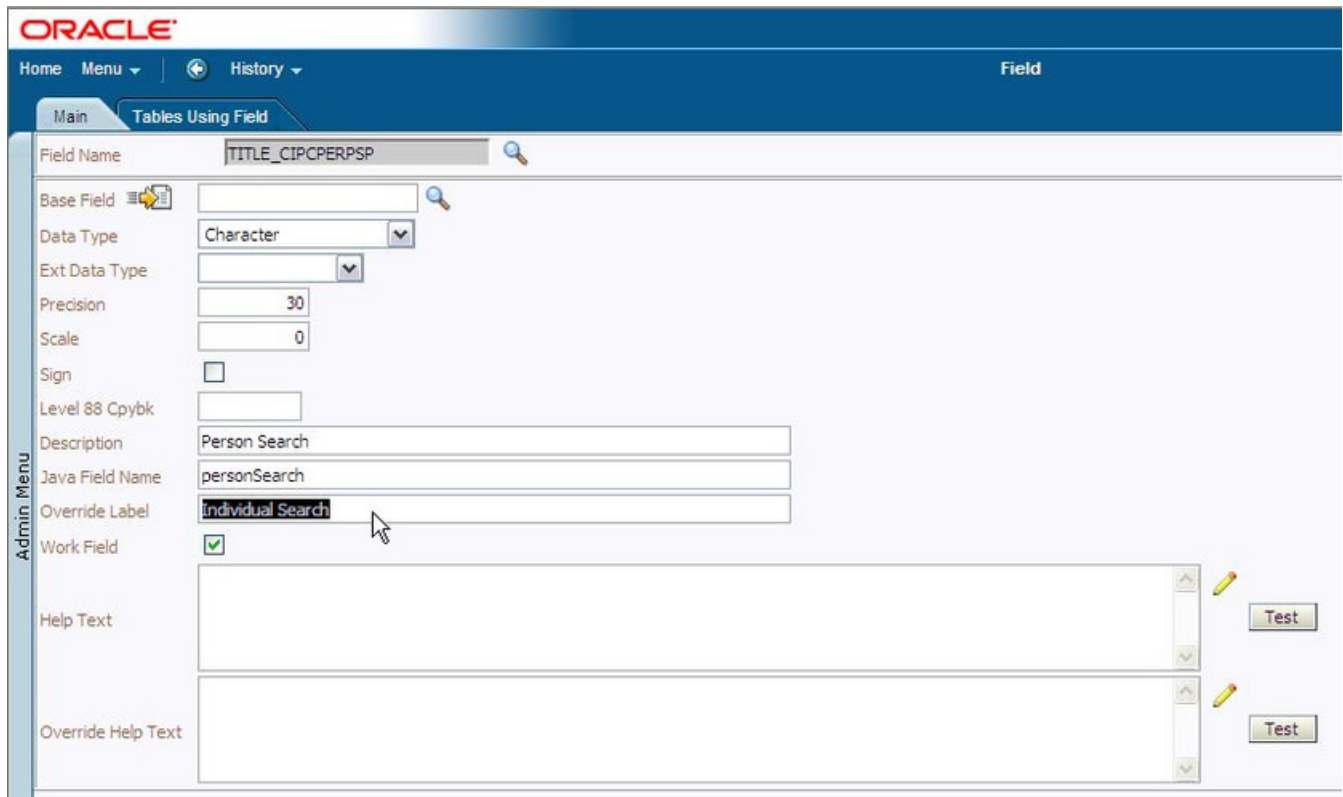 ORACLE
Home Menu History Field
Main Tables Using Field
Field Name TITLE_CIPCPERPSP
Base Field
Data Type Character
Ext Data Type
Precision 30
Scale 0
Sign
Level 88 Cpybk
Description Person Search
Java Field Name personSearch
Override Label Individual Search
Work Field
Help Text Test
Override Help Text Test
Admin Menu